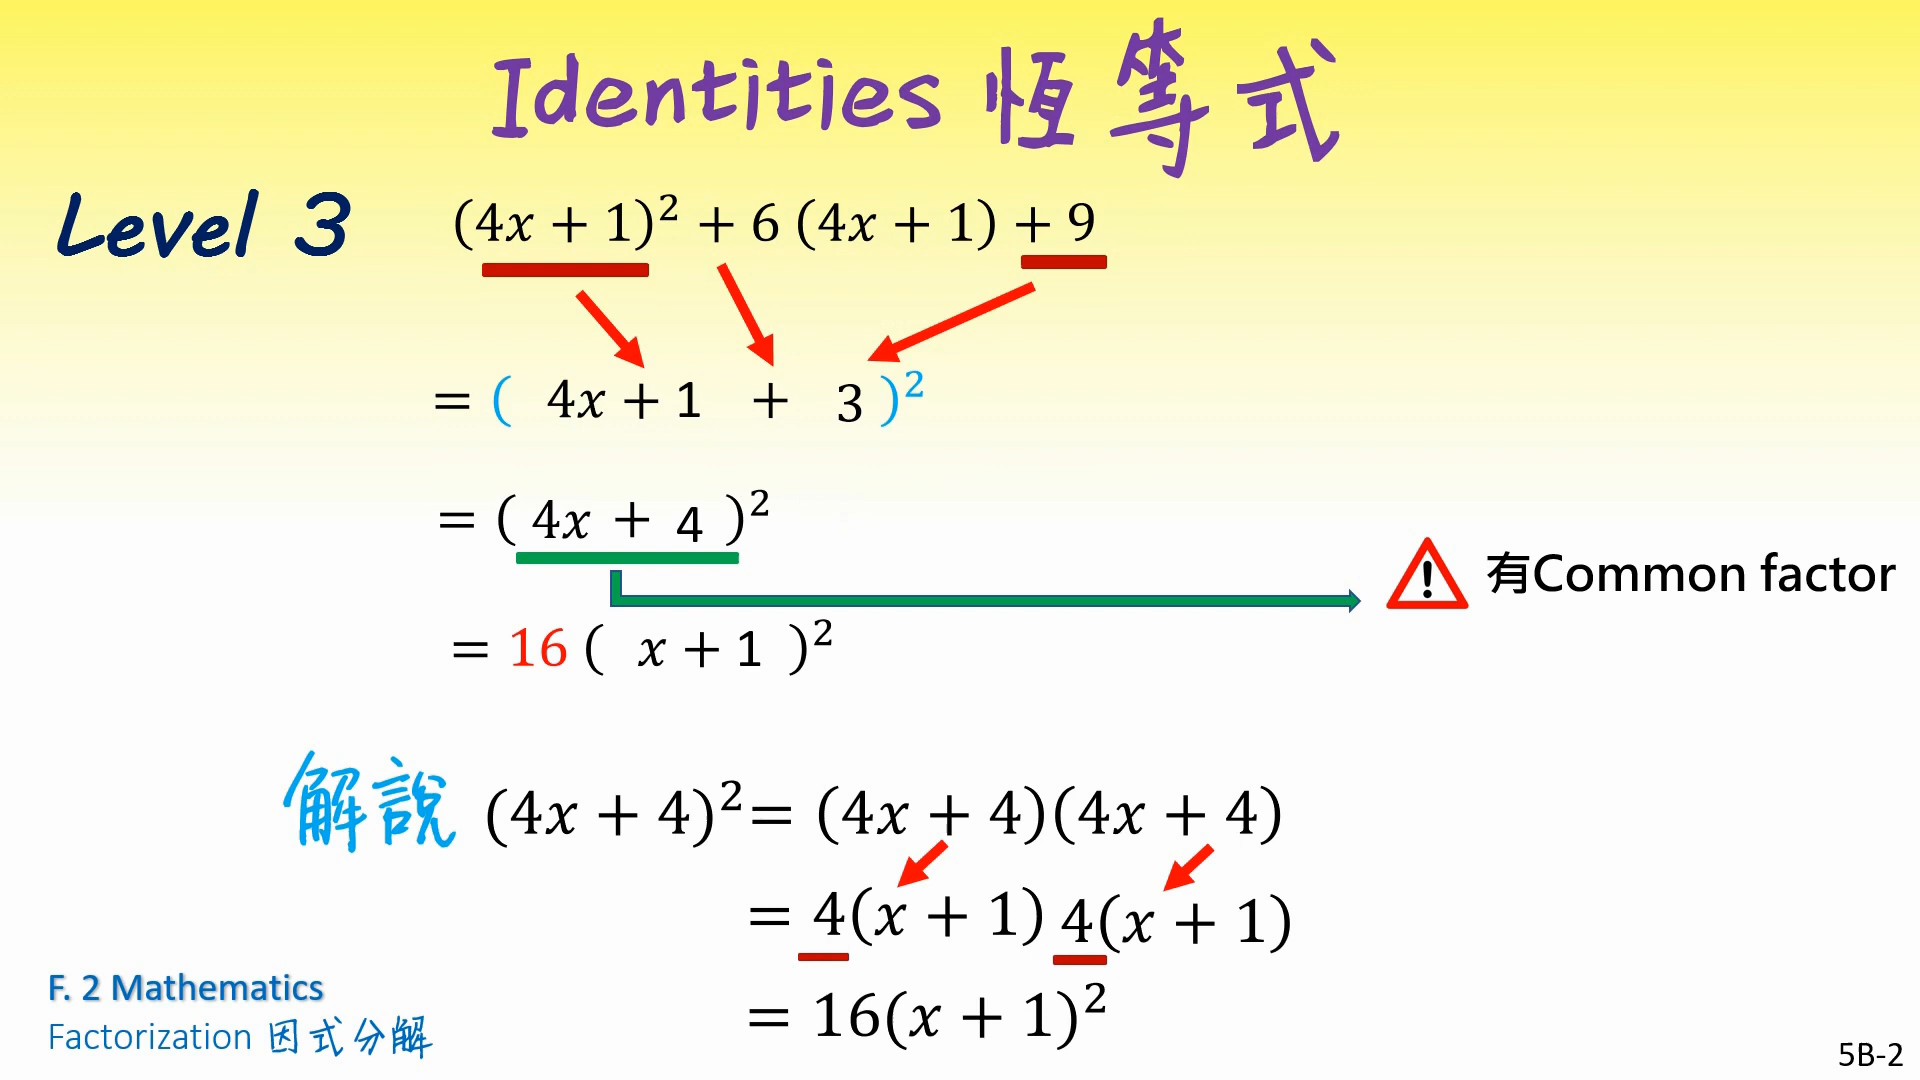 Identities 恆等式
Level 3
(4x + 1)² + 6 (4x + 1) + 9
= ( 4x + 1 + 3 )²
= ( 4x + 4 )²
有Common factor
= 16 ( x + 1 )²
解說 (4x + 4)² = (4x + 4)(4x + 4)
= 4(x + 1) 4(x + 1)
= 16(x + 1)²
F. 2 Mathematics
Factorization 因式分解
5B-2